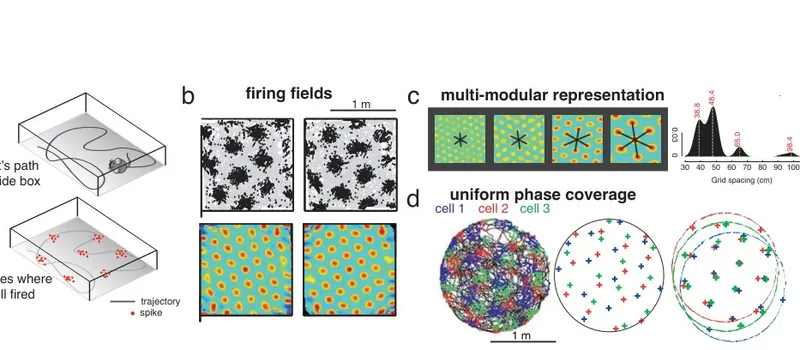 t's path
ide box
es where
ll fired
trajectory
spike
b
firing fields
1 m
c
multi-modular representation
38.8
48.4
65.0
98.4
0.03
0
30 40 50 60 70 80 90 100
Grid spacing (cm)
d
uniform phase coverage
cell 1 cell 2 cell 3
1 m